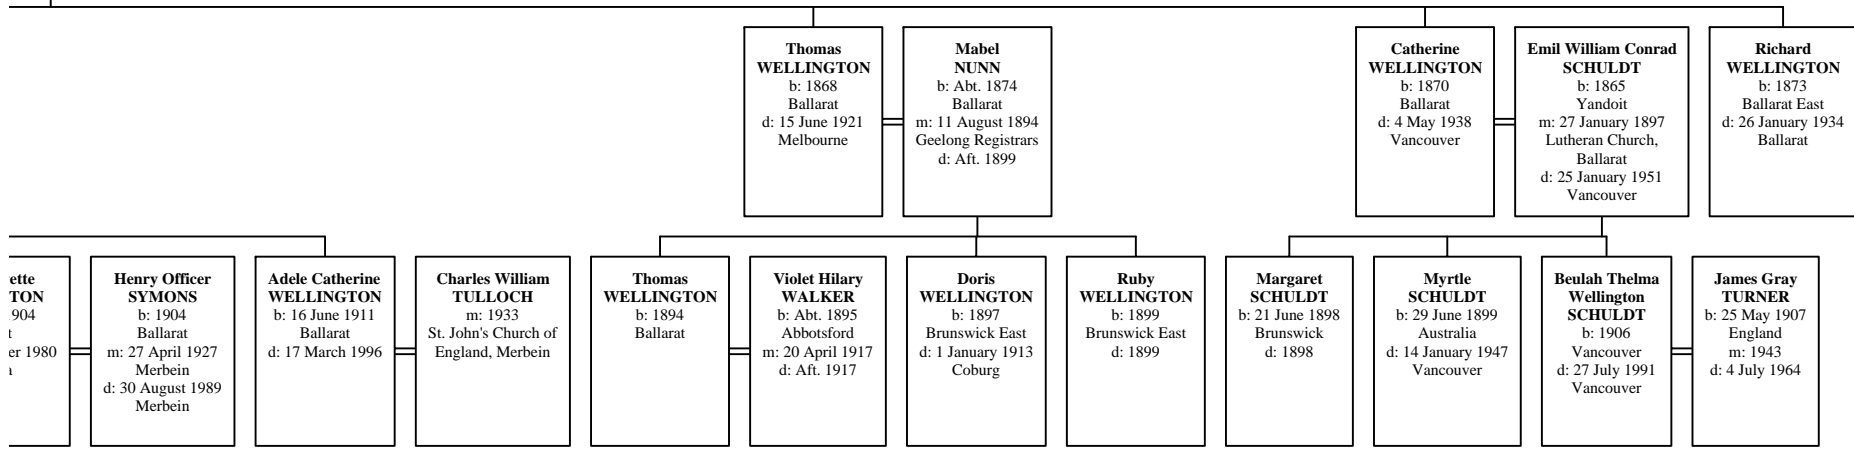 Thomas
WELLINGTON
b: 1868
Ballarat
d: 15 June 1921
Melbourne
Mabel
NUNN
b: Abt. 1874
Ballarat
m: 11 August 1894
Geelong Registrars
d: Aft. 1899
Catherine
WELLINGTON
b: 1870
Ballarat
d: 4 May 1938
Vancouver
Emil William Conrad
SCHULDT
b: 1865
Yandoit
m: 27 January 1897
Lutheran Church,
Ballarat
d: 25 January 1951
Vancouver
Richard
WELLINGTON
b: 1873
Ballarat East
d: 26 January 1934
Ballarat
ette
TON
904
t
er 1980
Henry Officer
SYMONS
b: 1904
Ballarat
m: 27 April 1927
Merbein
d: 30 August 1989
Merbein
Adele Catherine
WELLINGTON
b: 16 June 1911
Ballarat
d: 17 March 1996
Charles William
TULLOCH
m: 1933
St. John's Church of
England, Merbein
Thomas
WELLINGTON
b: 1894
Ballarat
Violet Hilary
WALKER
b: Abt. 1895
Abbotsford
m: 20 April 1917
d: Aft. 1917
Doris
WELLINGTON
b: 1897
Brunswick East
d: 1 January 1913
Coburg
Ruby
WELLINGTON
b: 1899
Brunswick East
d: 1899
Margaret
SCHULDT
b: 21 June 1898
Brunswick
d: 1898
Myrtle
SCHULDT
b: 29 June 1899
Australia
d: 14 January 1947
Vancouver
Beulah Thelma
Wellington
SCHULDT
b: 1906
Vancouver
d: 27 July 1991
Vancouver
James Gray
TURNER
b: 25 May 1907
England
m: 1943
d: 4 July 1964